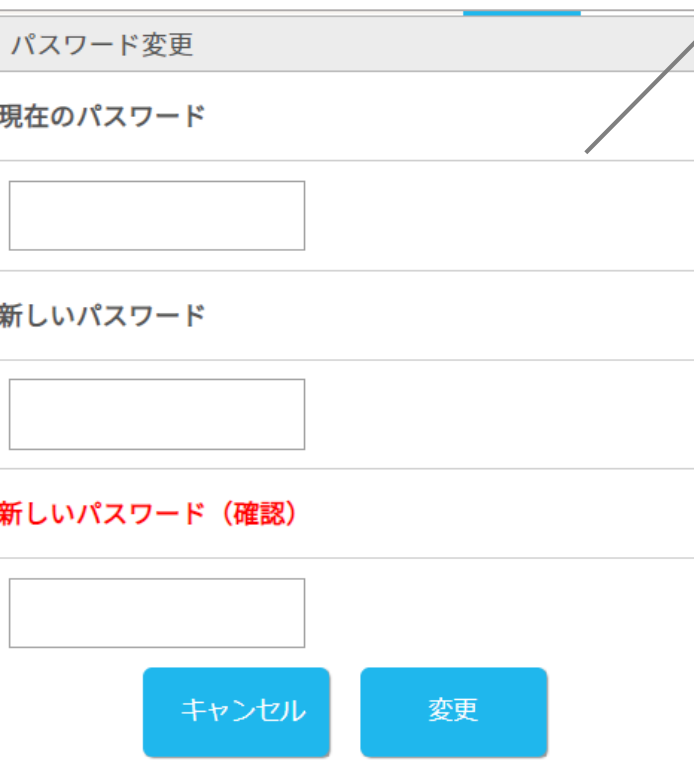 パスワード変更
現在のパスワード
新しいパスワード
新しいパスワード（確認）
キャンセル 変更